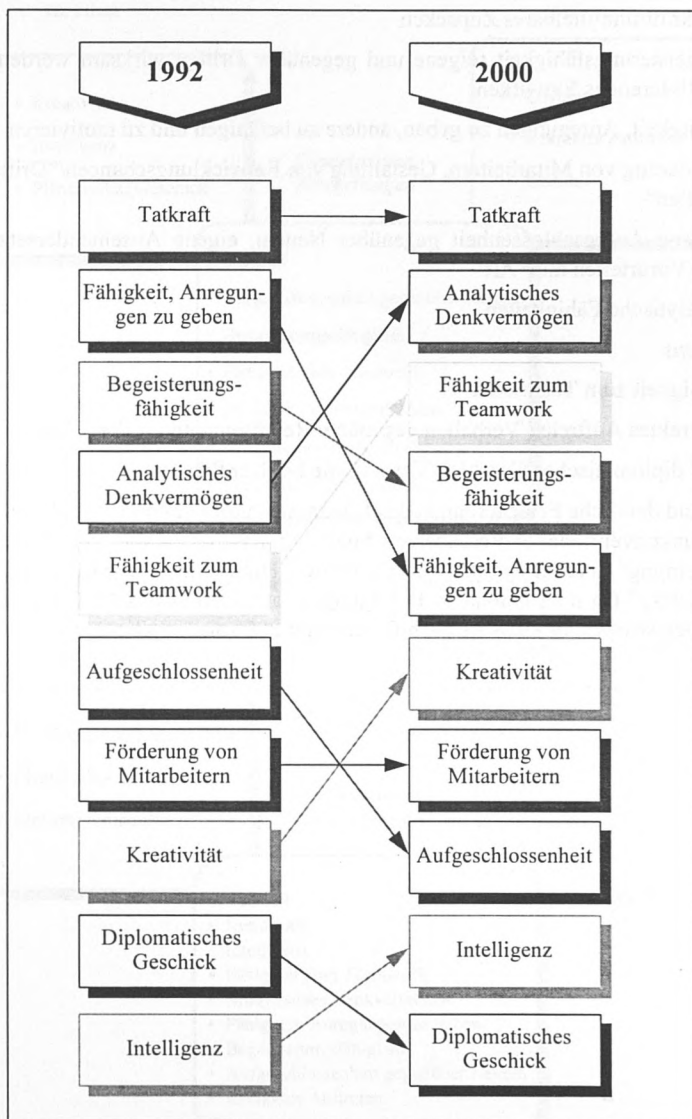 1992
2000
Tatkraft
Tatkraft
Fähigkeit, Anregun-
gen zu geben
Analytisches
Denkvermögen
Begeisterungs-
fähigkeit
Fähigkeit zum
Teamwork
Analytisches
Denkvermögen
Begeisterungs-
fähigkeit
Fähigkeit zum
Teamwork
Fähigkeit, Anregun-
gen zu geben
Aufgeschlossenheit
Kreativität
Förderung von
Mitarbeitern
Förderung von
Mitarbeitern
Kreativität
Aufgeschlossenheit
Diplomatisches
Geschick
Intelligenz
Intelligenz
Diplomatisches
Geschick